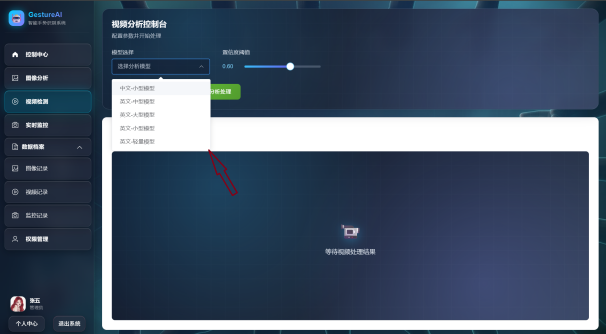 GestureAI
智能手势识别系统
控制中心
图像分析
视频检测
实时监控
数据档案
图像记录
视频记录
监控记录
权限管理
张五
管理员
个人中心
退出系统
视频分析控制台
配置参数并开始处理
模型选择
置信度阈值
选择分析模型
0.60
分析处理
中文-小型模型
英文-中型模型
英文-大型模型
英文-小型模型
英文-轻量模型
等待视频处理结果